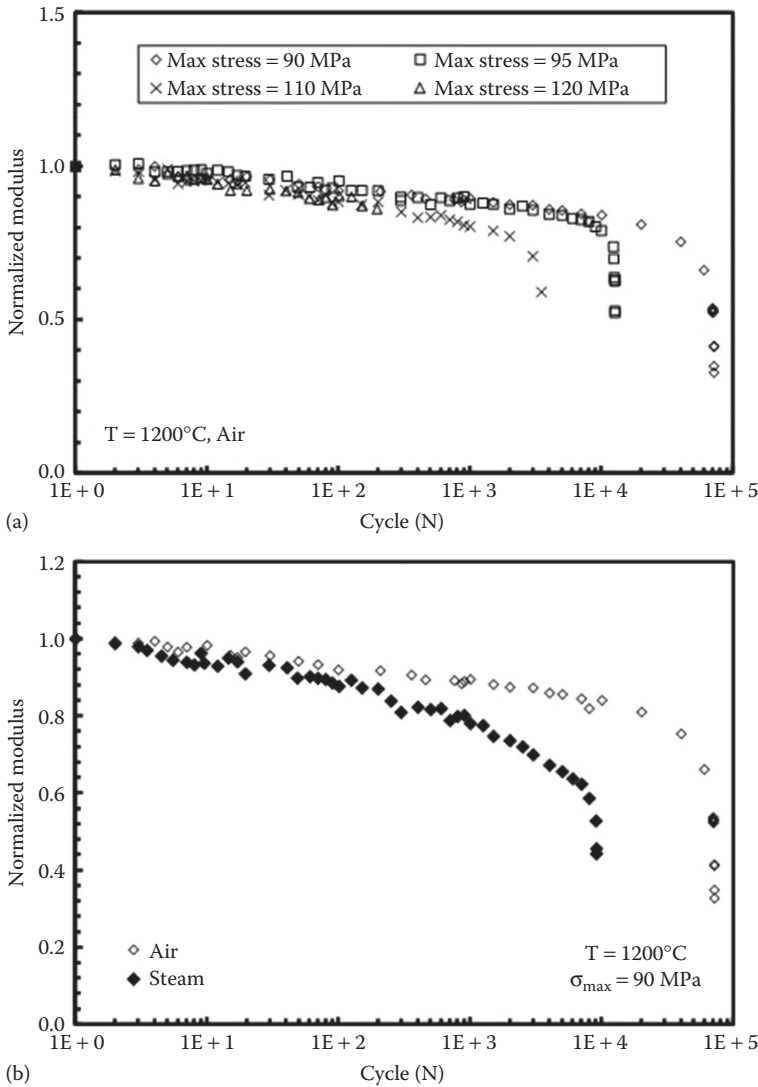 1.5
Max stress = 90 MPa
Max stress = 95 MPa
Max stress = 110 MPa
Max stress = 120 MPa
1.0
Normalized modulus
0.5
T = 1200°C, Air
0.0
1E + 0
1E + 1
1E + 2
1E + 3
1E + 4
1E + 5
(a)
Cycle (N)
1.2
1.0
0.8
Normalized modulus
0.6
0.4
Air
T = 1200°C
0.2
Steam
σmax = 90 MPa
0.0
1E + 0
1E + 1
1E + 2
1E + 3
1E + 4
1E + 5
(b)
Cycle (N)